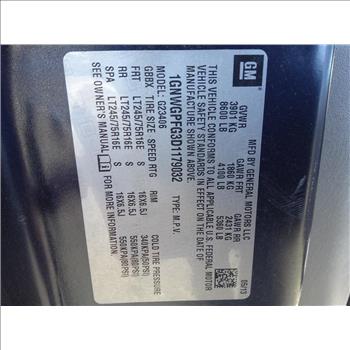 GM
MFD BY GENERAL MOTORS LLC
05/13
GVWR
GAWR FRT
GAWR RR
3901 KG
1860 KG
2431 KG
8600 LB
4100 LB
5360 LB
THIS VEHICLE CONFORMS TO ALL APPLICABLE U.S. FEDERAL MOTOR
VEHICLE SAFETY STANDARDS IN EFFECT ON THE DATE OF
MANUFACTURE SHOWN ABOVE.
1GNWGPFG3D1179032
TYPE: M.P.V.
MODEL: G23406
GBBX TIRE SIZE SPEED RTG RIM COLD TIRE PRESSURE
FRT LT245/75R16E S 16X6.5J 340KPA(50PSI)
RR LT245/75R16E S 16X6.5J 550KPA(80PSI)
SPA LT245/75R16E S 16X6.5J 550KPA(80PSI)
FOR MORE INFORMATION